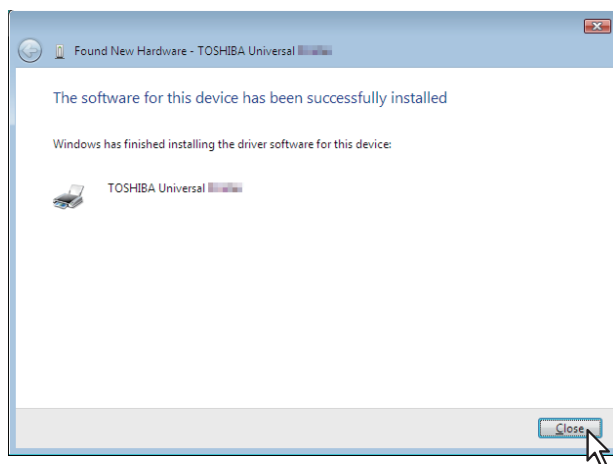 Found New Hardware - TOSHIBA Universal
The software for this device has been successfully installed
Windows has finished installing the driver software for this device:
TOSHIBA Universal
Close